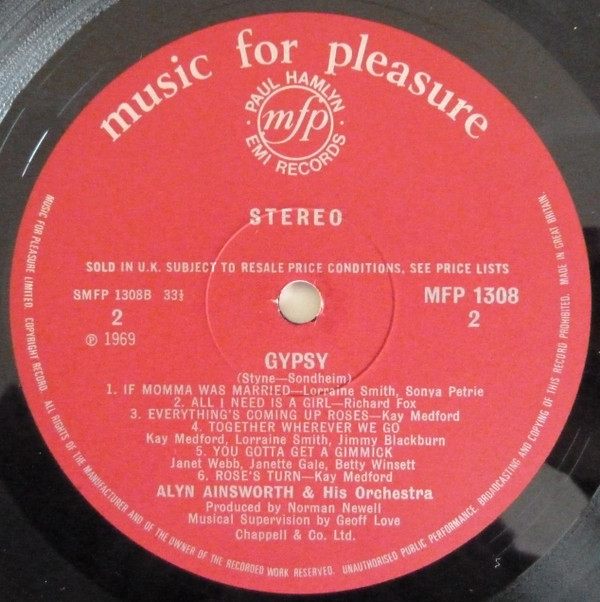 music for pleasure
PAUL HAMLYN
mfp
EMI RECORDS
STEREO
SOLD IN U.K. SUBJECT TO RESALE PRICE CONDITIONS, SEE PRICE LISTS
SMFP 1308B 33⅓
MFP 1308
2
2
℗ 1969
GYPSY
(Styne—Sondheim)
1. IF MOMMA WAS MARRIED—Lorraine Smith, Sonya Petrie
2. ALL I NEED IS A GIRL—Richard Fox
3. EVERYTHING'S COMING UP ROSES—Kay Medford
4. TOGETHER WHEREVER WE GO
Kay Medford, Lorraine Smith, Jimmy Blackburn
5. YOU GOTTA GET A GIMMICK
Janet Webb, Janette Gale, Betty Winsett
6. ROSE'S TURN—Kay Medford
ALYN AINSWORTH & His Orchestra
Produced by Norman Newell
Musical Supervision by Geoff Love
Chappell & Co. Ltd.
MUSIC FOR PLEASURE LIMITED. COPYRIGHT RECORD. ALL RIGHTS OF THE MANUFACTURER AND OF THE OWNER OF THE RECORDED WORK RESERVED. UNAUTHORISED PUBLIC PERFORMANCE, BROADCASTING AND COPYING OF THIS RECORD PROHIBITED. MADE IN GREAT BRITAIN.